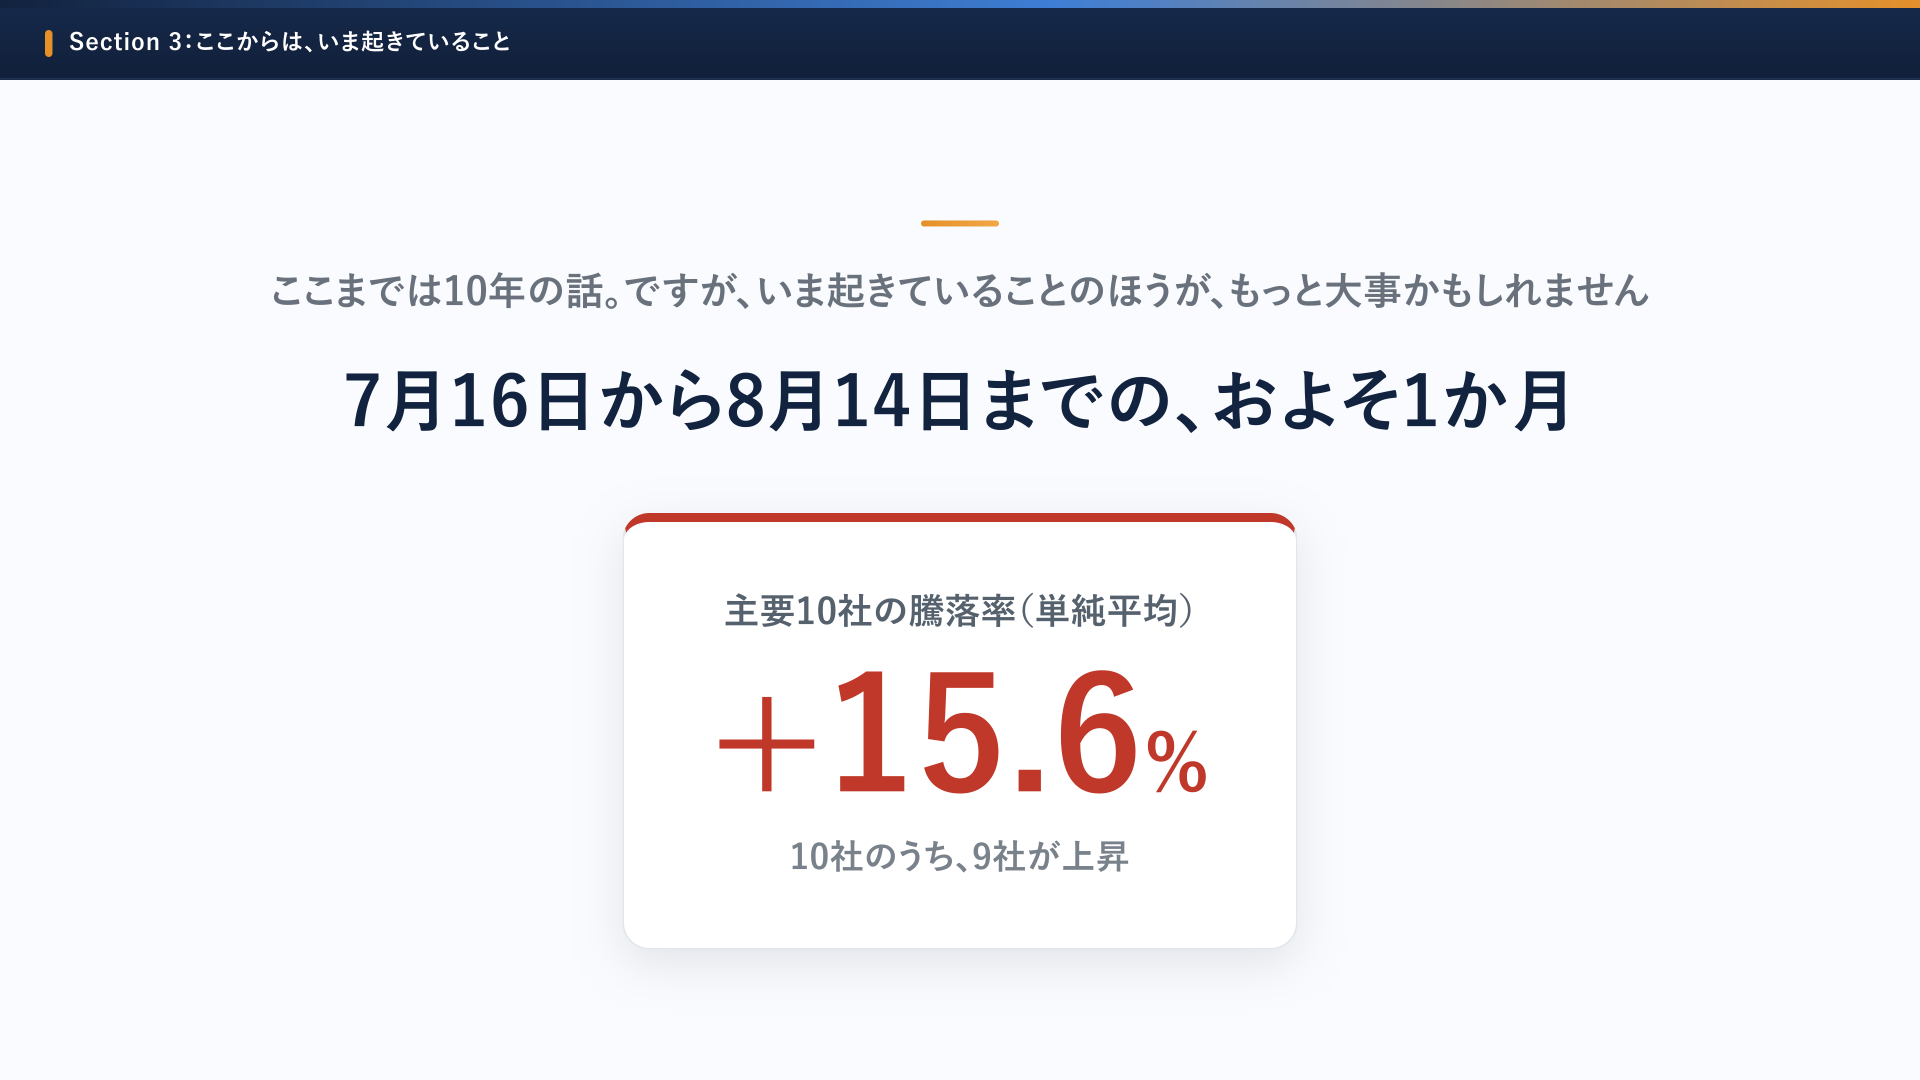 Section 3：ここからは、いま起きていること
ここまでは10年の話。ですが、いま起きていることのほうが、もっと大事かもしれません
7月16日から8月14日までの、およそ1か月
主要10社の騰落率（単純平均）
＋15.6%
10社のうち、9社が上昇